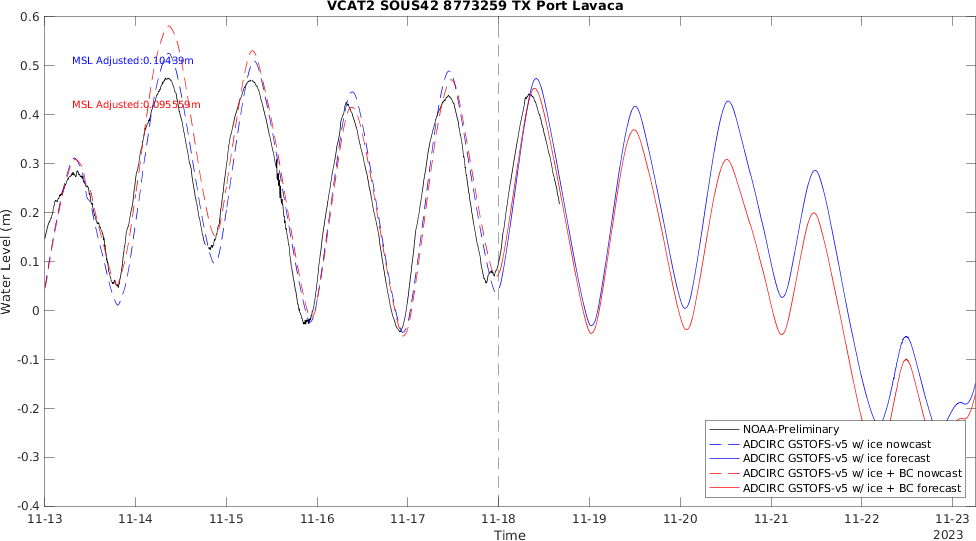 VCAT2 SOUS42 8773259 TX Port Lavaca
0.6
0.5
0.4
0.3
0.2
0.1
0
-0.1
-0.2
-0.3
-0.4
Water Level (m)
MSL Adjusted:0.10439m
MSL Adjusted:0.095559m
NOAA-Preliminary
ADCIRC GSTOFS-v5 w/ ice nowcast
ADCIRC GSTOFS-v5 w/ ice forecast
ADCIRC GSTOFS-v5 w/ ice + BC nowcast
ADCIRC GSTOFS-v5 w/ ice + BC forecast
11-13 11-14 11-15 11-16 11-17 11-18 11-19 11-20 11-21 11-22 11-23
2023
Time